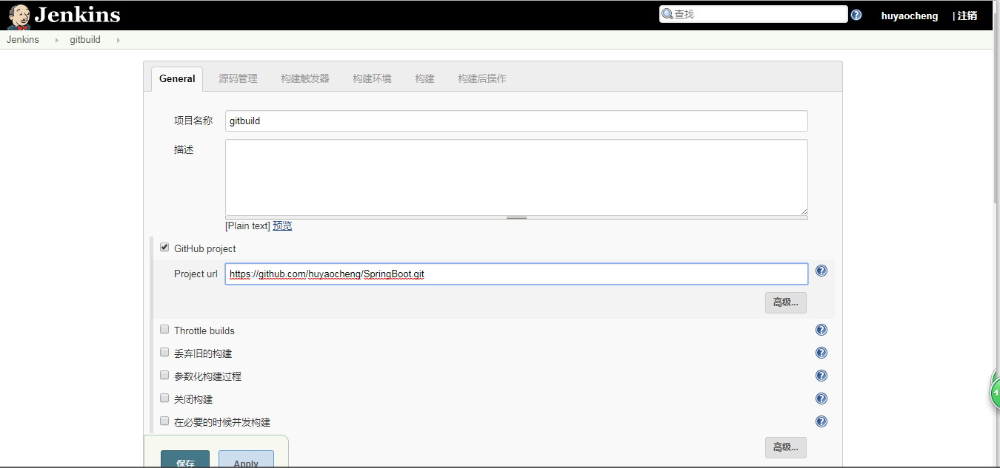 Jenkins
查找
huyaocheng
| 注销
Jenkins
gitbuild
General
源码管理
构建触发器
构建环境
构建
构建后操作
项目名称
gitbuild
描述
[Plain text] 预览
GitHub project
Project url
https://github.com/huyaocheng/SpringBoot.git
高级...
Throttle builds
丢弃旧的构建
参数化构建过程
关闭构建
在必要的时候并发构建
高级...
保存
Apply